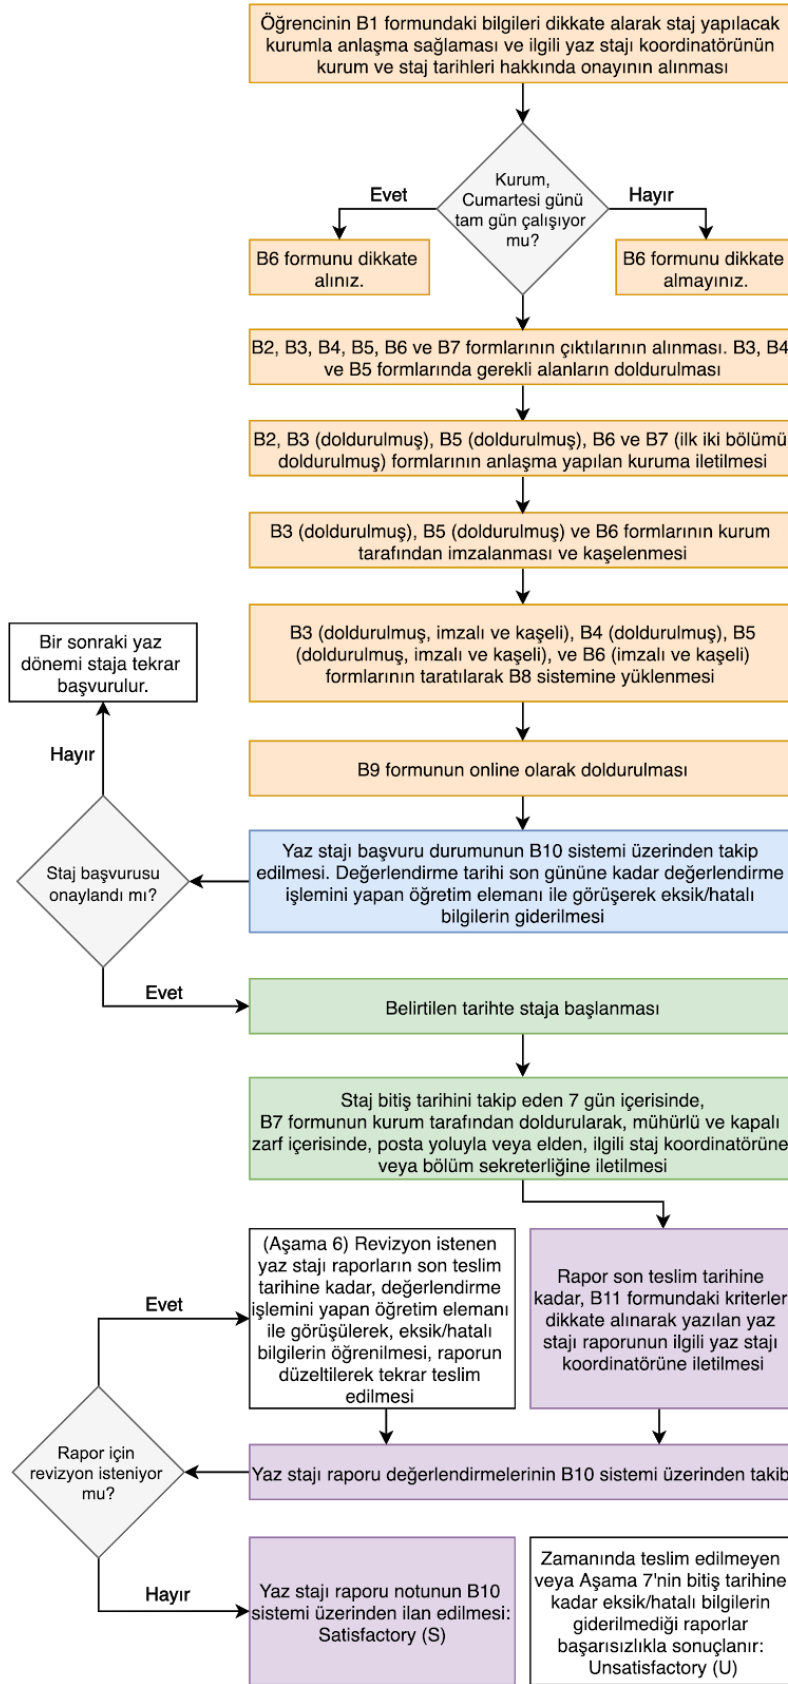 Öğrencinin B1 formundaki bilgileri dikkate alarak staj yapılacak
kurumla anlaşma sağlaması ve ilgili yaz stajı koordinatörünün
kurum ve staj tarihleri hakkında onayının alınması
Kurum,
Cumartesi günü
tam gün çalışıyor
mu?
Evet
Hayır
B6 formunu dikkate
alınız.
B6 formunu dikkate
almayınız.
B2, B3, B4, B5, B6 ve B7 formlarının çıktılarının alınması. B3, B4
ve B5 formlarında gerekli alanların doldurulması
B2, B3 (doldurulmuş), B5 (doldurulmuş), B6 ve B7 (ilk iki bölümü
doldurulmuş) formlarının anlaşma yapılan kuruma iletilmesi
B3 (doldurulmuş), B5 (doldurulmuş) ve B6 formlarının kurum
tarafından imzalanması ve kaşelenmesi
B3 (doldurulmuş, imzalı ve kaşeli), B4 (doldurulmuş), B5
(doldurulmuş, imzalı ve kaşeli), ve B6 (imzalı ve kaşeli)
formlarının taratılarak B8 sistemine yüklenmesi
Bir sonraki yaz
dönemi staja tekrar
başvurulur.
Hayır
B9 formunun online olarak doldurulması
Yaz stajı başvuru durumunun B10 sistemi üzerinden takip
edilmesi. Değerlendirme tarihi son gününe kadar değerlendirme
işlemini yapan öğretim elemanı ile görüşerek eksik/hatalı
bilgilerin giderilmesi
Staj başvurusu
onaylandı mı?
Evet
Belirtilen tarihte staja başlanması
Staj bitiş tarihini takip eden 7 gün içerisinde,
B7 formunun kurum tarafından doldurularak, mühürlü ve kapalı
zarf içerisinde, posta yoluyla veya elden, ilgili staj koordinatörüne
veya bölüm sekreterliğine iletilmesi
(Aşama 6) Revizyon istenen
yaz stajı raporların son teslim
tarihine kadar, değerlendirme
işlemini yapan öğretim elemanı
ile görüşülerek, eksik/hatalı
bilgilerin öğrenilmesi, raporun
düzeltilerek tekrar teslim
edilmesi
Rapor son teslim tarihine
kadar, B11 formundaki kriterler
dikkate alınarak yazılan yaz
stajı raporunun ilgili yaz stajı
koordinatörüne iletilmesi
Evet
Rapor için
revizyon isteniyor
mu?
Yaz stajı raporu değerlendirmelerinin B10 sistemi üzerinden takib
Hayır
Yaz stajı raporu notunun B10
sistemi üzerinden ilan edilmesi:
Satisfactory (S)
Zamanında teslim edilmeyen
veya Aşama 7'nin bitiş tarihine
kadar eksik/hatalı bilgilerin
giderilmediği raporlar
başarısızlıkla sonuçlanır:
Unsatisfactory (U)